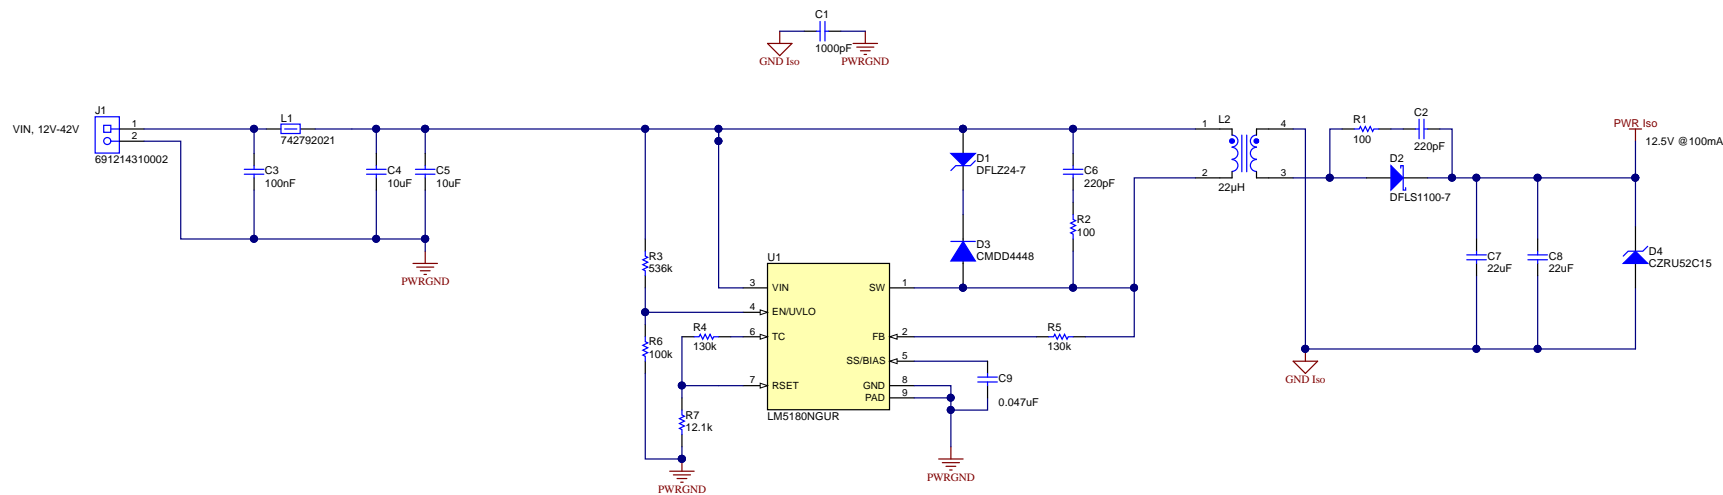 C1
1000pF
GND Iso
PWRGND
J1
VIN, 12V-42V
1
2
691214310002
L1
742792021
C3
100nF
C4
10uF
C5
10uF
PWRGND
R3
536k
R6
100k
R4
130k
R7
12.1k
PWRGND
U1
3
VIN
4
EN/UVLO
6
TC
7
RSET
SW
1
FB
2
SS/BIAS
5
GND
8
PAD
9
LM5180NGUR
D1
DFLZ24-7
D3
CMDD4448
C6
220pF
R2
100
R5
130k
C9
0.047uF
PWRGND
1
L2
4
2
3
22µH
R1
100
C2
220pF
D2
DFLS1100-7
PWR Iso
12.5V @100mA
C7
22uF
C8
22uF
D4
CZRU52C15
GND Iso